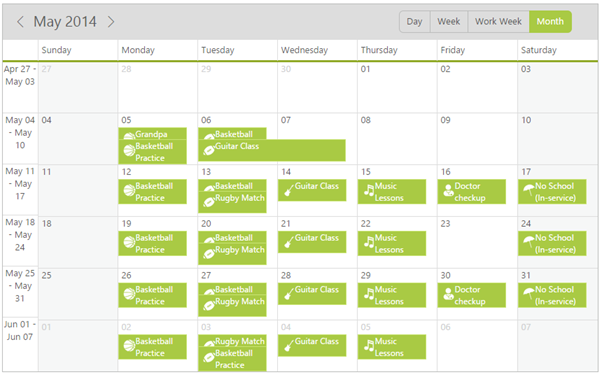 May 2014
Day Week Work Week Month
Sunday Monday Tuesday Wednesday Thursday Friday Saturday
Apr 27 - 27 28 29 30 01 02 03
May 03
May 04 04 05 06 07 08 09 10
- May Grandpa Basketball
10 Basketball Guitar Class
Practice
May 11 11 12 13 14 15 16 17
- May Basketball Basketball Guitar Class Music Doctor No School
17 Practice Rugby Match Lessons checkup (In-service)
May 18 18 19 20 21 22 23 24
- May Basketball Basketball Guitar Class Music No School
24 Practice Rugby Match Lessons (In-service)
May 25 25 26 27 28 29 30 31
- May Basketball Basketball Guitar Class Music Doctor No School
31 Practice Rugby Match Lessons checkup (In-service)
Jun 01 - 01 02 03 04 05 06 07
Jun 07 Basketball Rugby Match Guitar Class Music
Practice Basketball Lessons
Practice